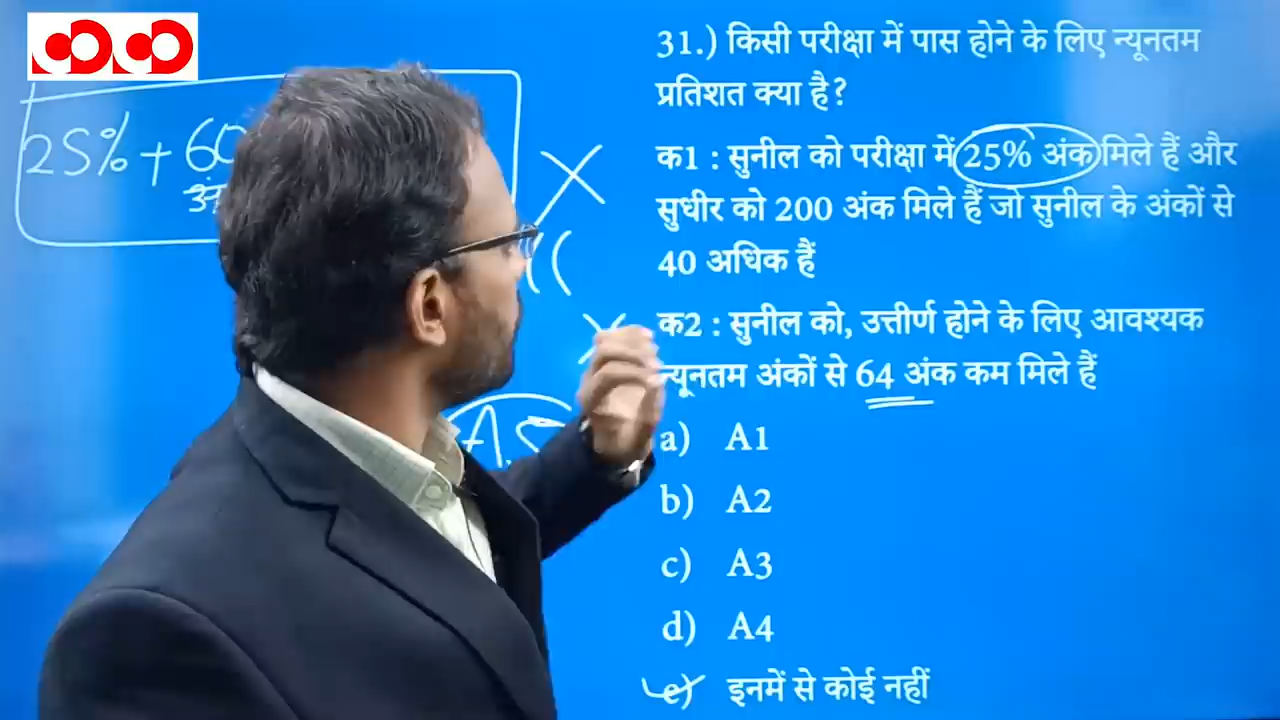 31.) किसी परीक्षा में पास होने के लिए न्यूनतम
प्रतिशत क्या है?
क1 : सुनील को परीक्षा में 25% अंक मिले हैं और
सुधीर को 200 अंक मिले हैं जो सुनील के अंकों से
40 अधिक हैं
क2 : सुनील को, उत्तीर्ण होने के लिए आवश्यक
न्यूनतम अंकों से 64 अंक कम मिले हैं
a) A1
b) A2
c) A3
d) A4
e) इनमें से कोई नहीं
25% + 60